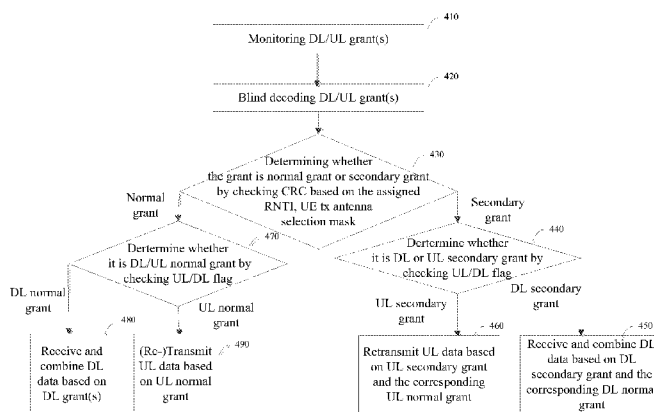 410
Monitoring DL/UL grant(s)
420
Blind decoding DL/UL grant(s)
430
Determining whether
the grant is normal grant or secondary grant
by checking CRC based on the assigned
RNTI, UE tx antenna
selection mask
Normal
grant
Secondary
grant
470
Dertermine whether
it is DL/UL normal grant by
checking UL/DL flag
440
Dertermine whether
it is DL or UL secondary grant by
checking UL/DL flag
DL normal
grant
UL normal
grant
UL secondary
grant
DL secondary
grant
480
Receive and
combine DL
data based on
DL grant(s)
490
(Re-)Transmit
UL data based
on UL normal
grant
460
Retransmit UL data based
on UL secondary grant
and the corresponding
UL normal grant
450
Receive and combine DL
data based on DL
secondary grant and the
corresponding DL normal
grant